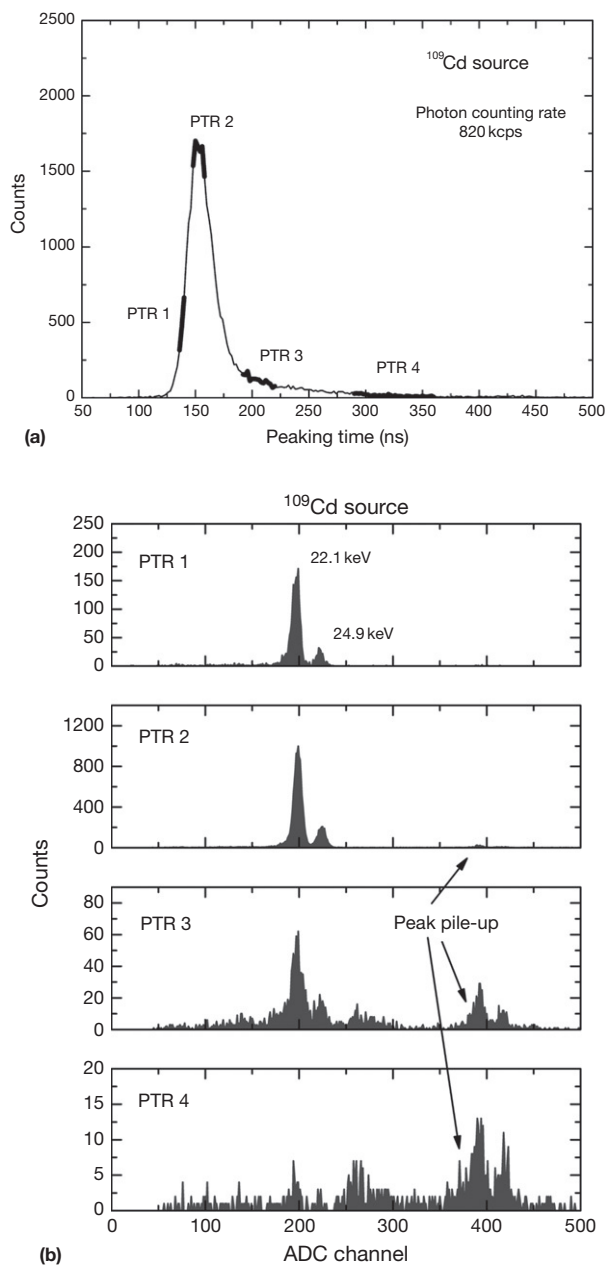 2500
2000
1500
1000
500
0
Counts
¹⁰⁹Cd source
Photon counting rate
820 kcps
PTR 2
PTR 1
PTR 3
PTR 4
50 100 150 200 250 300 350 400 450 500
(a)
Peaking time (ns)
¹⁰⁹Cd source
250
200
150
100
50
0
PTR 1
22.1 keV
24.9 keV
1200
800
400
0
PTR 2
Counts
80
60
40
20
0
PTR 3
Peak pile-up
20
15
10
5
0
PTR 4
0 100 200 300 400 500
(b)
ADC channel